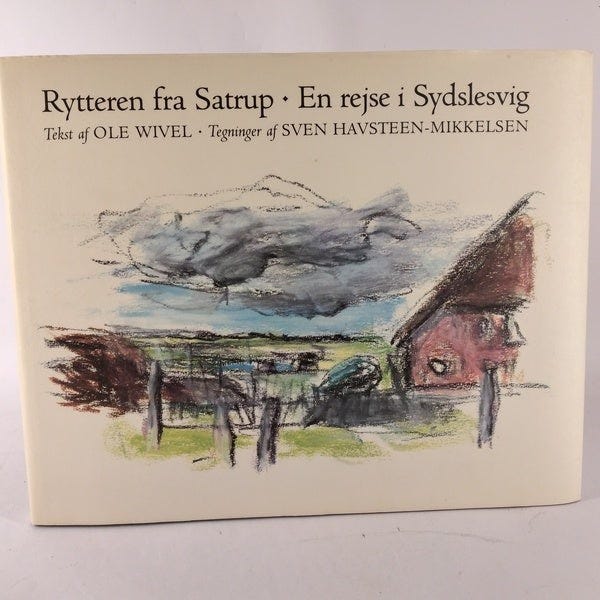 Rytteren fra Satrup · En rejse i Sydslesvig
Tekst af OLE WIVEL · Tegninger af SVEN HAVSTEEN-MIKKELSEN